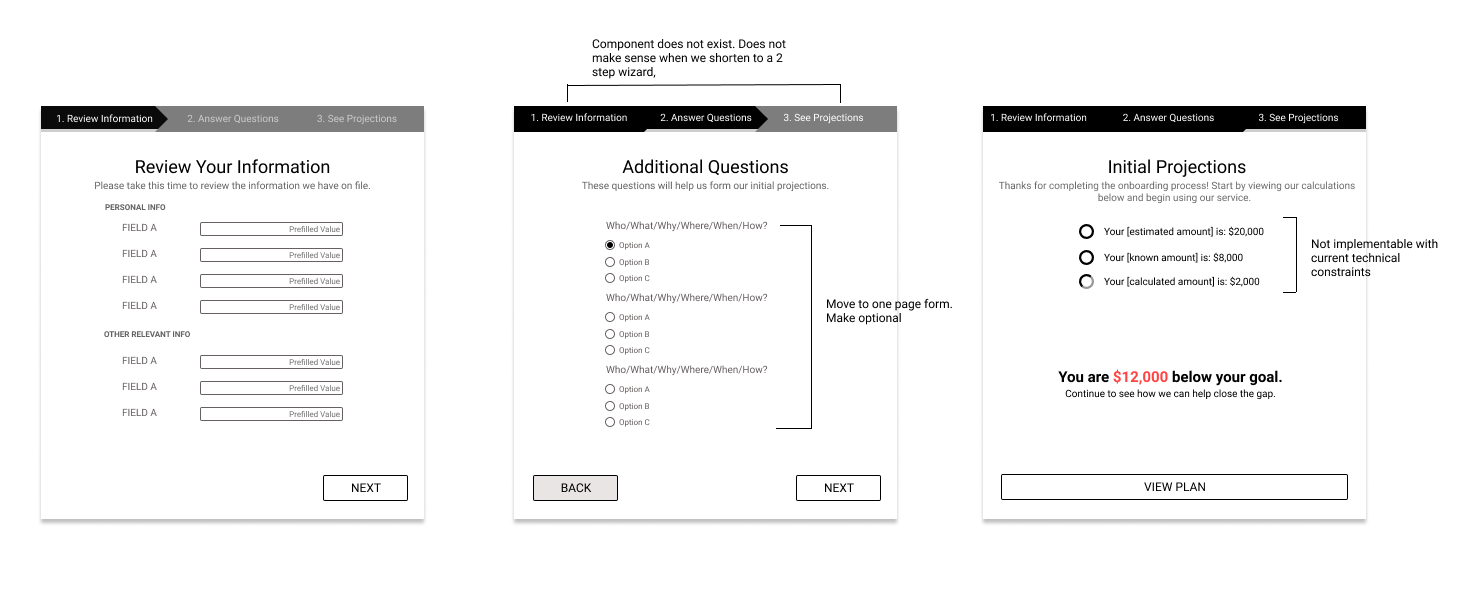 Component does not exist. Does not
make sense when we shorten to a 2
step wizard,
1. Review Information
2. Answer Questions
3. See Projections
Review Your Information
Please take this time to review the information we have on file.
PERSONAL INFO
FIELD A
Prefilled Value
FIELD A
Prefilled Value
FIELD A
Prefilled Value
FIELD A
Prefilled Value
OTHER RELEVANT INFO
FIELD A
Prefilled Value
FIELD A
Prefilled Value
FIELD A
Prefilled Value
NEXT
1. Review Information
2. Answer Questions
3. See Projections
Additional Questions
These questions will help us form our initial projections.
Who/What/Why/Where/When/How?
Option A
Option B
Option C
Who/What/Why/Where/When/How?
Option A
Option B
Option C
Who/What/Why/Where/When/How?
Option A
Option B
Option C
Move to one page form.
Make optional
BACK
NEXT
1. Review Information
2. Answer Questions
3. See Projections
Initial Projections
Thanks for completing the onboarding process! Start by viewing our calculations
below and begin using our service.
Your [estimated amount] is: $20,000
Your [known amount] is: $8,000
Your [calculated amount] is: $2,000
Not implementable with
current technical
constraints
You are $12,000 below your goal.
Continue to see how we can help close the gap.
VIEW PLAN